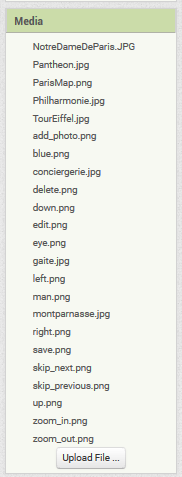 Media
NotreDameDeParis.JPG
Pantheon.jpg
ParisMap.png
Philharmonie.jpg
TourEiffel.jpg
add_photo.png
blue.png
conciergerie.jpg
delete.png
down.png
edit.png
eye.png
gaite.jpg
left.png
man.png
montparnasse.jpg
right.png
save.png
skip_next.png
skip_previous.png
up.png
zoom_in.png
zoom_out.png
Upload File ...